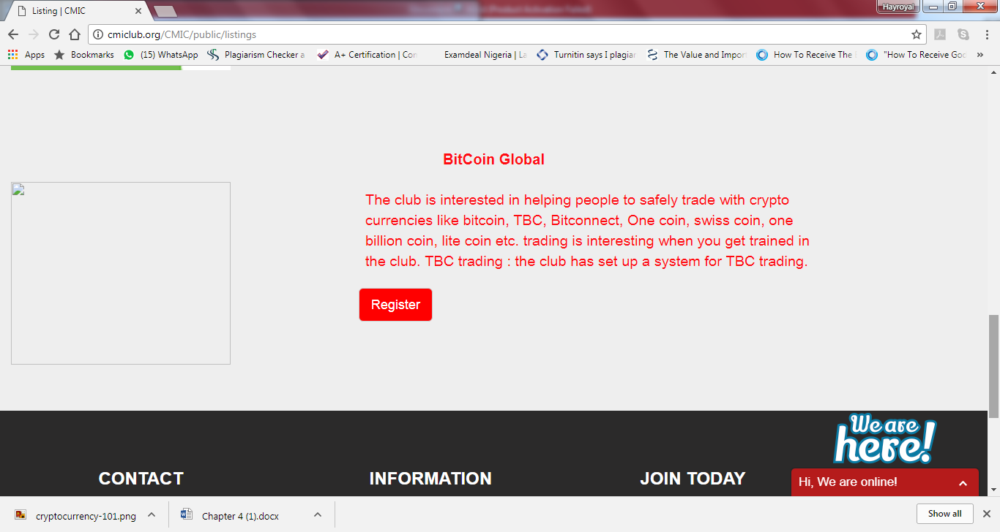 Listing | CMIC
Hayroyal
cmiclub.org/CMIC/public/listings
Apps
Bookmarks
(15) WhatsApp
Plagiarism Checker a
A+ Certification | Con
Examdeal Nigeria | La
Turnitin says I plagiar
The Value and Impor
How To Receive The
"How To Receive Goo
»
BitCoin Global
The club is interested in helping people to safely trade with crypto
currencies like bitcoin, TBC, Bitconnect, One coin, swiss coin, one
billion coin, lite coin etc. trading is interesting when you get trained in
the club. TBC trading : the club has set up a system for TBC trading.
Register
We are
here!
CONTACT
INFORMATION
JOIN TODAY
Hi, We are online!
cryptocurrency-101.png
Chapter 4 (1).docx
Show all